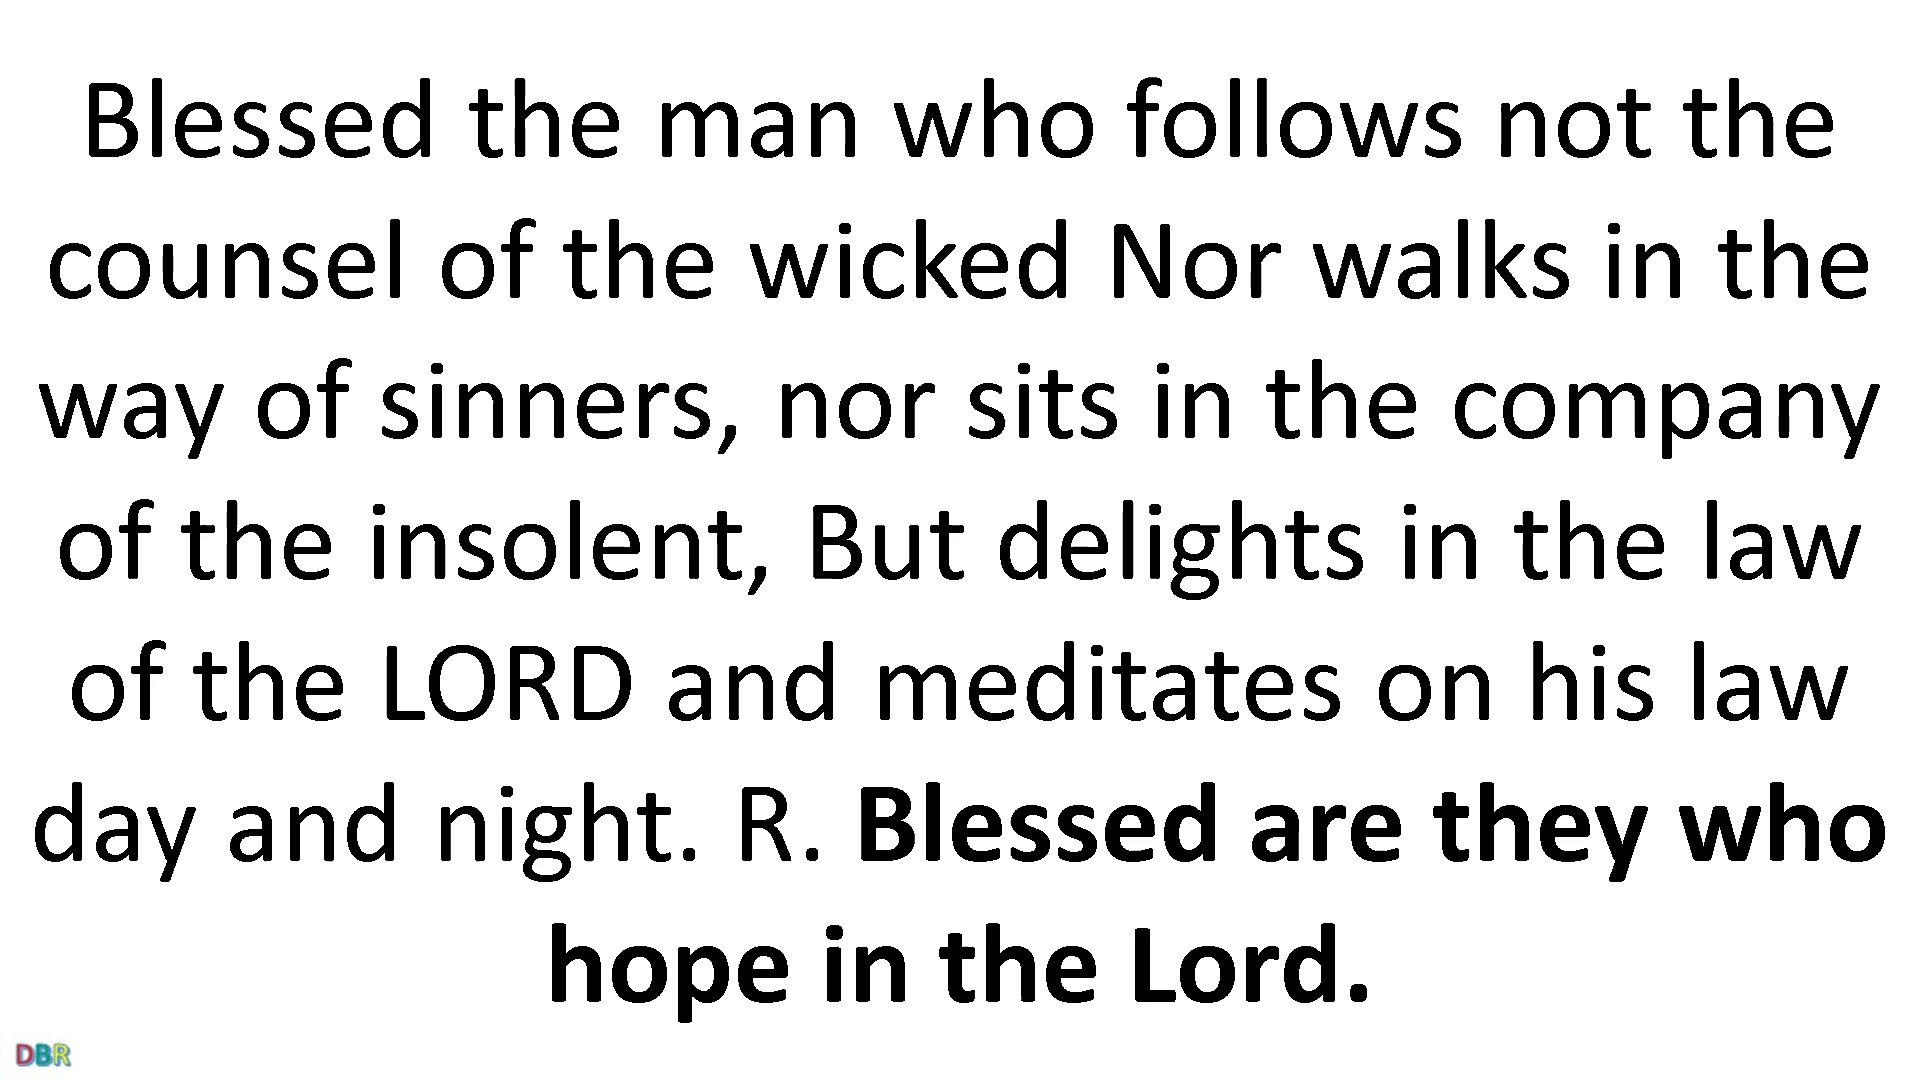 Blessed the man who follows not the
counsel of the wicked Nor walks in the
way of sinners, nor sits in the company
of the insolent, But delights in the law
of the LORD and meditates on his law
day and night. R. Blessed are they who
hope in the Lord.
DBR